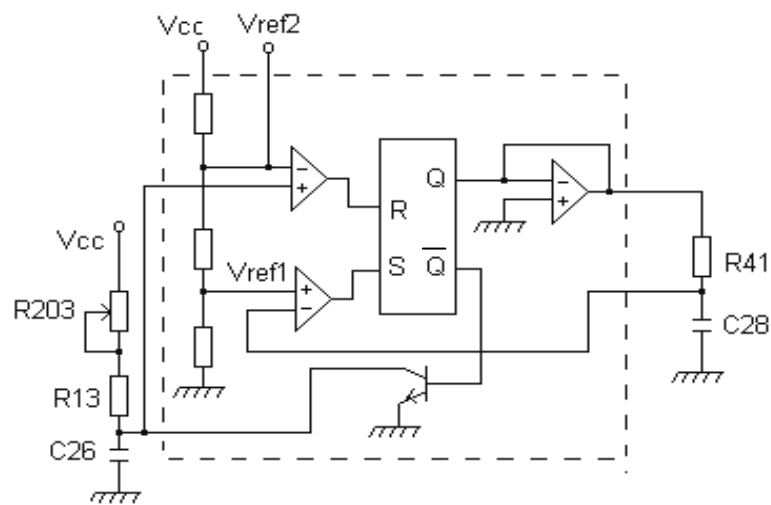 Vcc Vref2
− 
+
Q
−
+
R
Vcc
Vref1
+
−
S
Q
R41
R203
C28
R13
C26